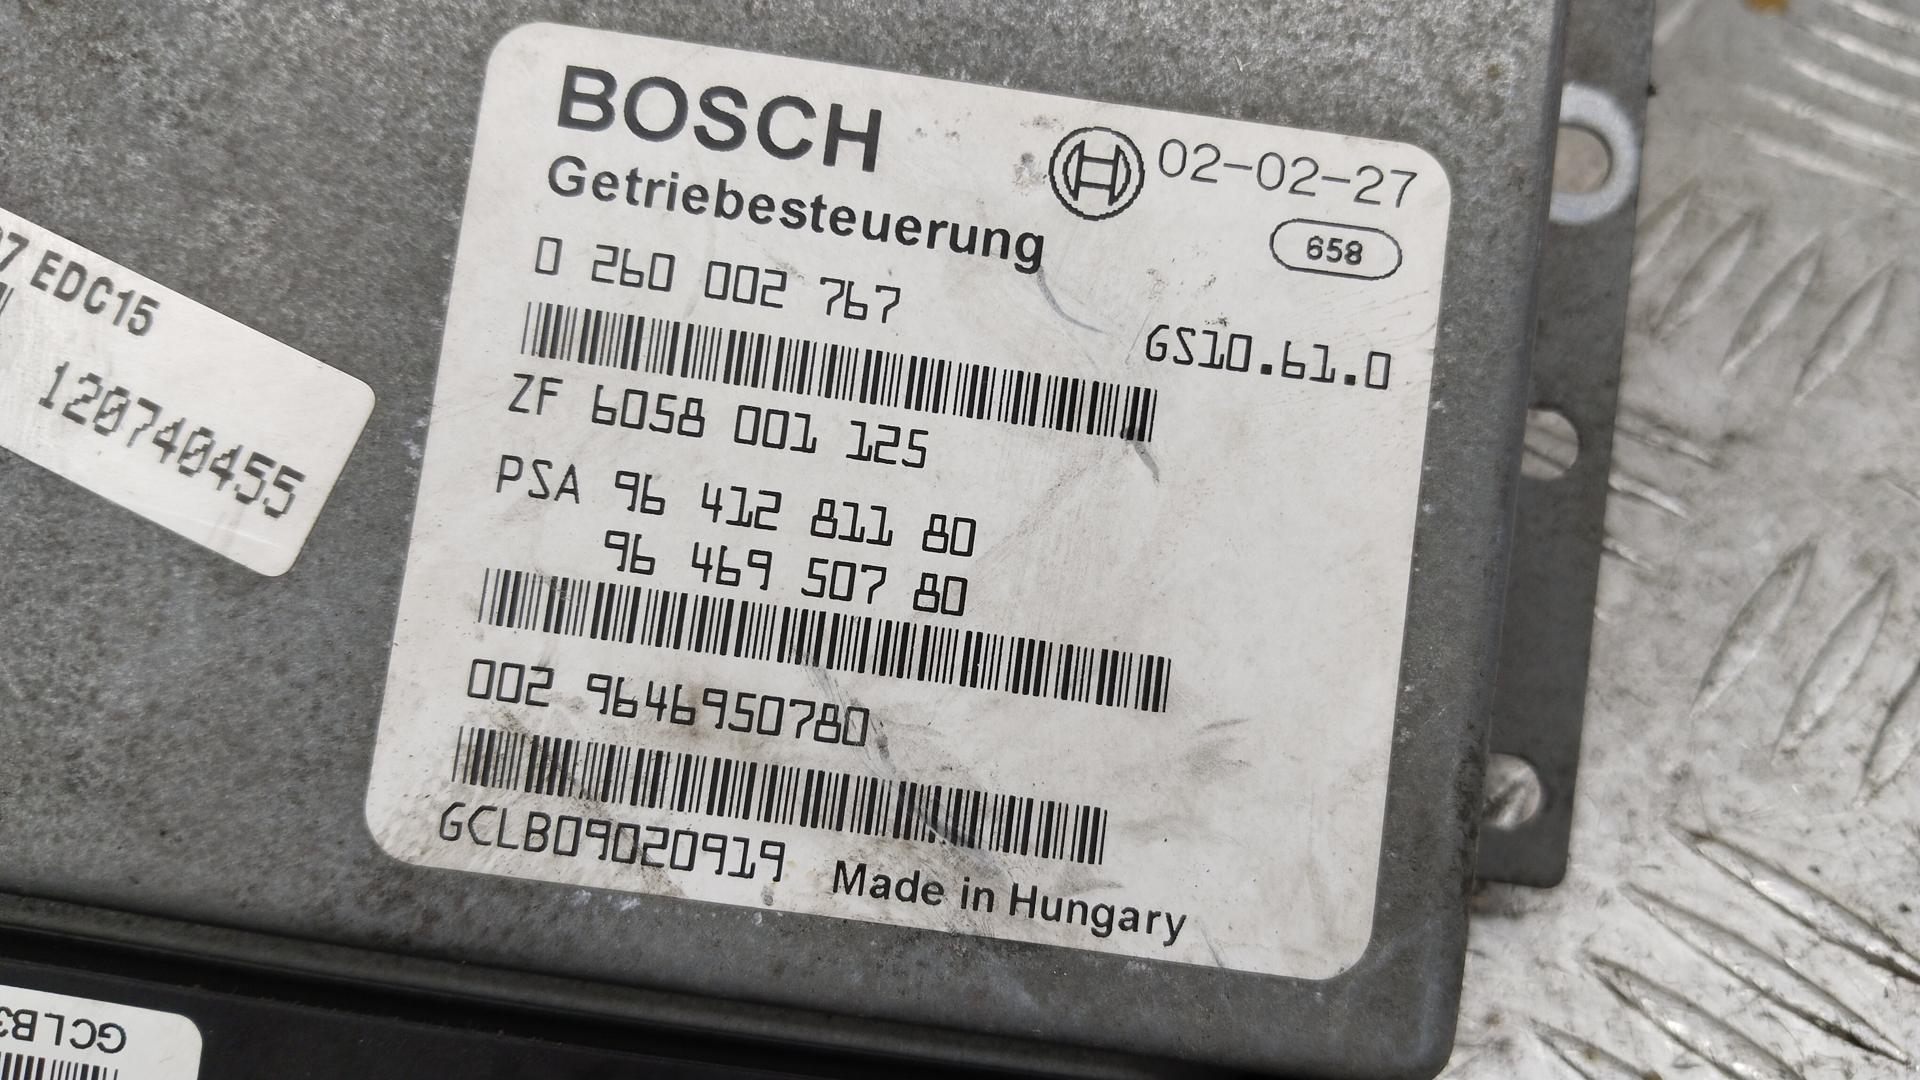 BOSCH
02-02-27
Getriebesteuerung
658
0 260 002 767
GS10.61.0
ZF 6058 001 125
PSA 96 412 811 80
96 469 507 80
002 9646950780
GCLB09020919
Made in Hungary
EDC15
120740455